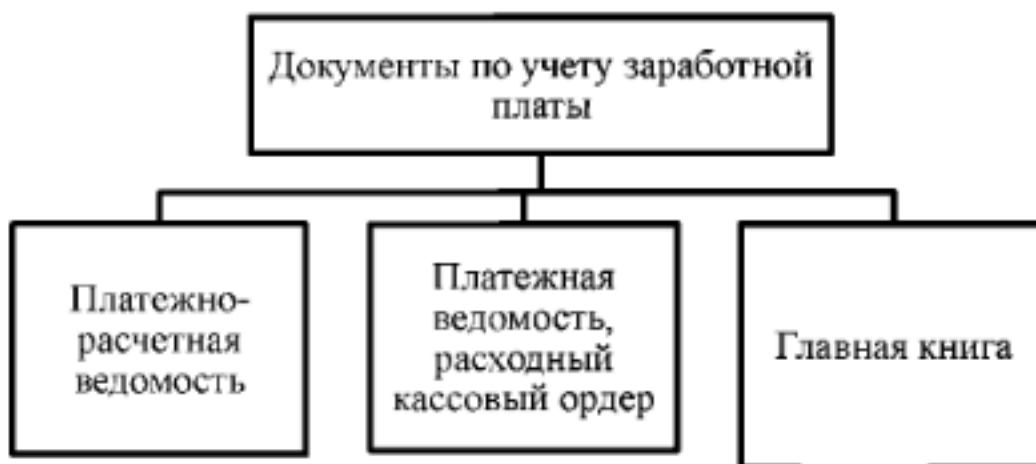 Документы по учету заработной
платы
Платежно-
расчетная
ведомость
Платежная
ведомость,
расходный
кассовый ордер
Главная книга